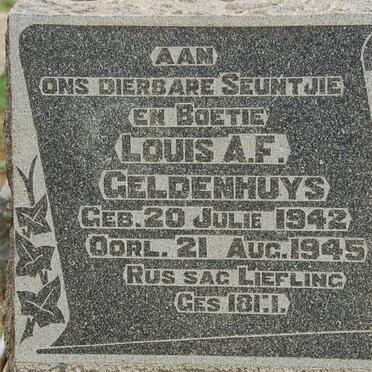 AAN
ONS DIERBARE SEUNTJIE
EN BOETIE
LOUIS A.F.
GELDENHUYS
GEB. 20 JULIE 1942
OORL. 21 AUG. 1945
RUS SAG LIEFLING
GES 181:1.